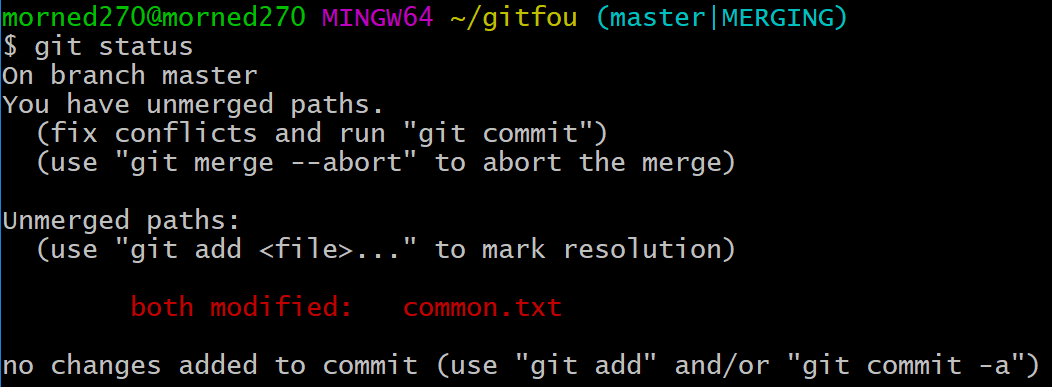 morned270@morned270 MINGW64 ~/gitfou (master|MERGING)
$ git status
On branch master
You have unmerged paths.
  (fix conflicts and run "git commit")
  (use "git merge --abort" to abort the merge)

Unmerged paths:
  (use "git add <file>..." to mark resolution)

        both modified:   common.txt

no changes added to commit (use "git add" and/or "git commit -a")